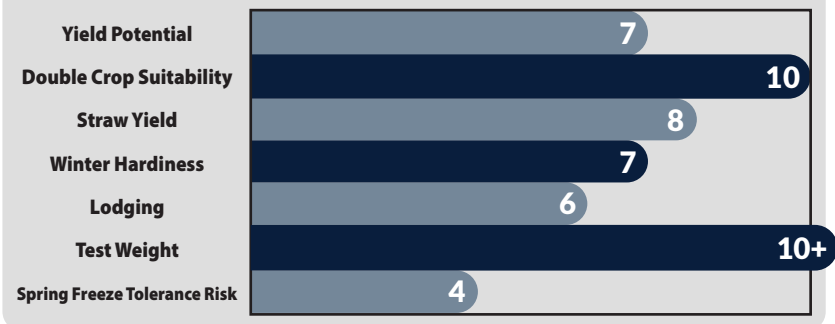 Yield Potential 7
Double Crop Suitability 10
Straw Yield 8
Winter Hardiness 7
Lodging 6
Test Weight 10+
Spring Freeze Tolerance Risk 4